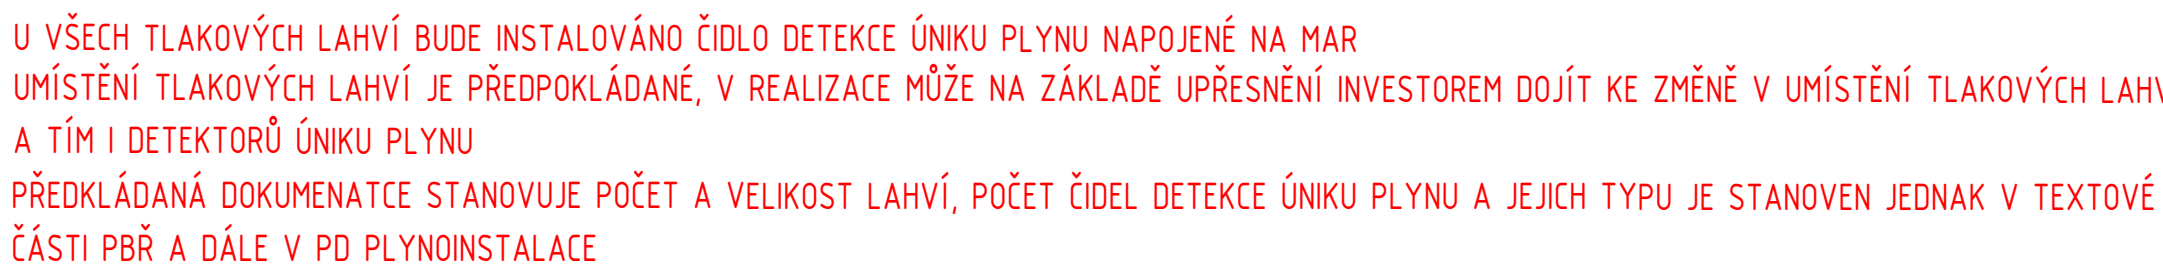 U VŠECH TLAKOVÝCH LAHVÍ BUDE INSTALOVÁNO ČIDLO DETEKCE ÚNIKU PLYNU NAPOJENÉ NA MAR
UMÍSTĚNÍ TLAKOVÝCH LAHVÍ JE PŘEDPOKLÁDANÉ, V REALIZACE MŮŽE NA ZÁKLADĚ UPŘESNĚNÍ INVESTOREM DOJÍT KE ZMĚNĚ V UMÍSTĚNÍ TLAKOVÝCH LAHV
A TÍM I DETEKTORŮ ÚNIKU PLYNU
PŘEDKLÁDANÁ DOKUMENATCE STANOVUJE POČET A VELIKOST LAHVÍ, POČET ČIDEL DETEKCE ÚNIKU PLYNU A JEJICH TYPU JE STANOVEN JEDNAK V TEXTOVÉ
ČÁSTI PBŘ A DÁLE V PD PLYNOINSTALACE